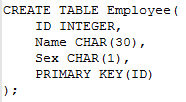 CREATE TABLE Employee(
    ID INTEGER,
    Name CHAR(30),
    Sex CHAR(1),
    PRIMARY KEY(ID)
);